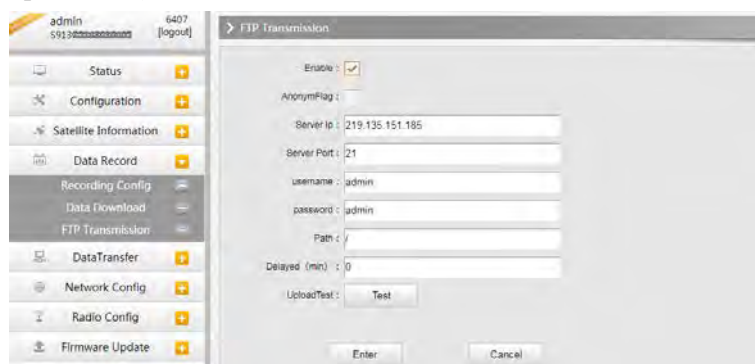 admin 6407
[logout]
FTP Transmission
Status
Configuration
Satellite Information
Data Record
Recording Config
Data Download
FTP Transmission
DataTransfer
Network Config
Radio Config
Firmware Update
Enable :
AnonymFlag :
Server Ip : 219.135.151.185
Server Port : 21
username : admin
password : admin
Path : /
Delayed (min) : 0
UploadTest : Test
Enter Cancel